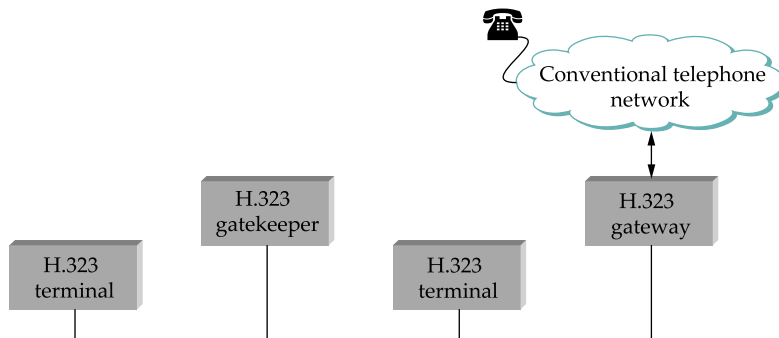 Conventional telephone
network
H.323
gatekeeper
H.323
gateway
H.323
terminal
H.323
terminal